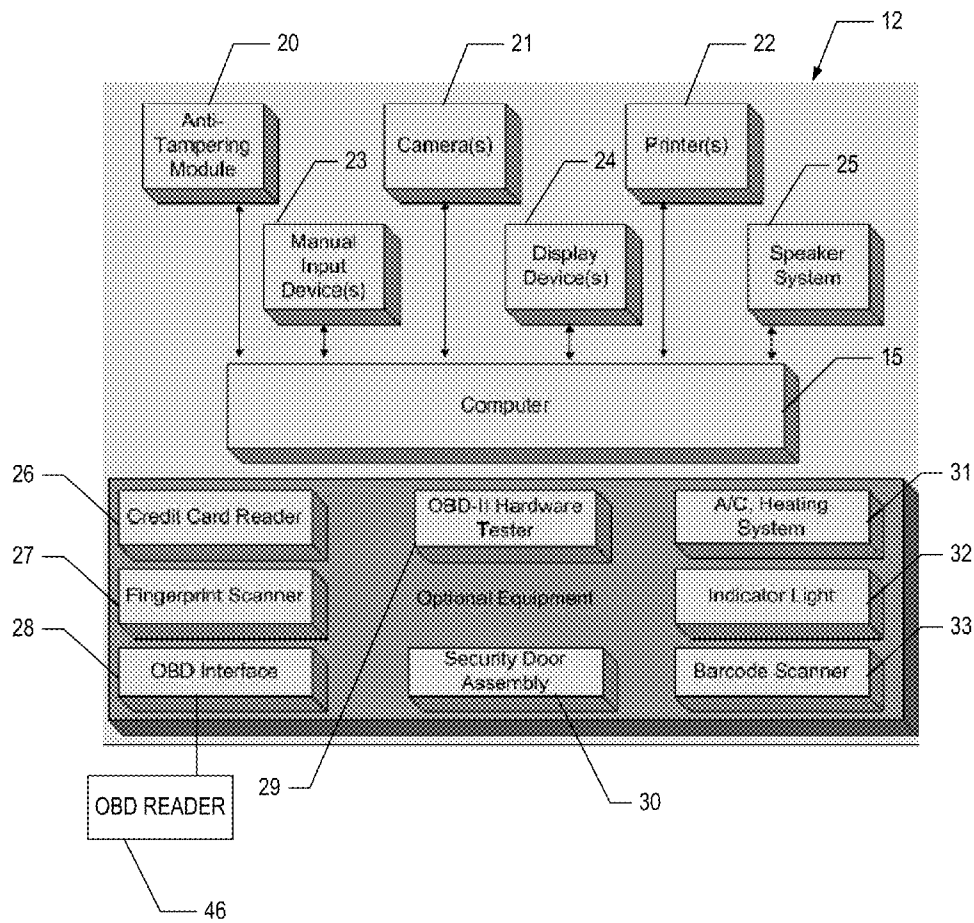 12
20
21
22
Anti-
Tampering
Module
Camera(s)
Printer(s)
23
24
25
Manual
Input
Device(s)
Display
Device(s)
Speaker
System
15
Computer
26
31
Credit Card Reader
OBD-II Hardware
Tester
A/C, Heating
System
27
32
Fingerprint Scanner
Optional Equipment
Indicator Light
28
33
OBD Interface
Security Door
Assembly
Barcode Scanner
29
30
OBD READER
46